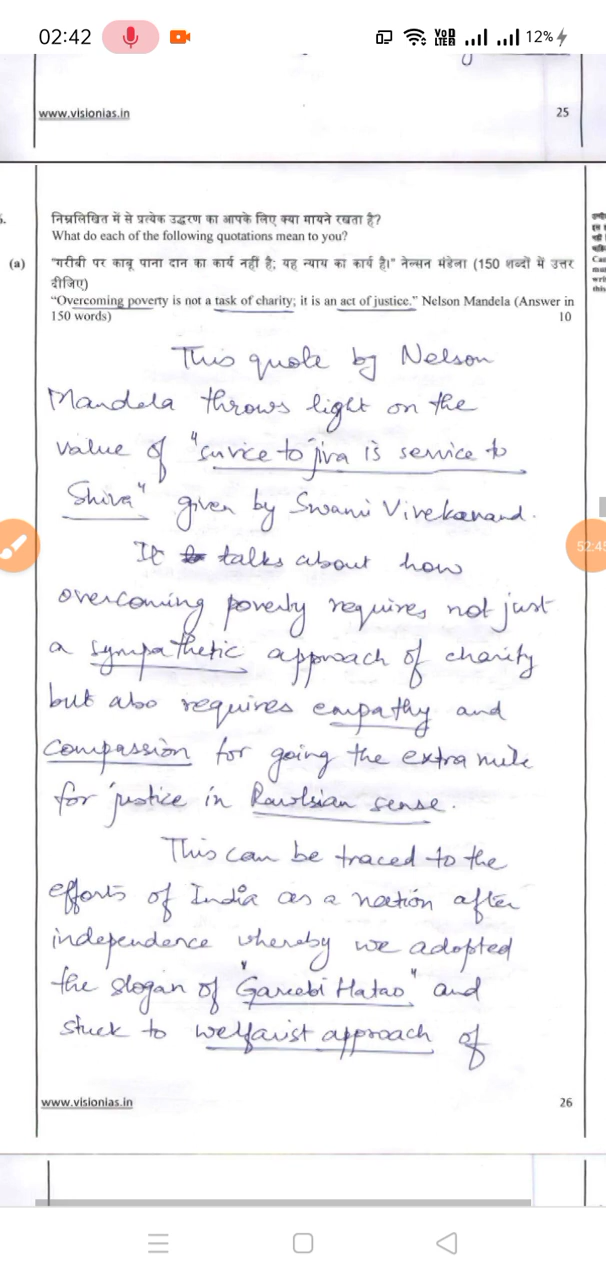 02:42
VoD LTE2 12%
www.visionias.in 25
निम्नलिखित में से प्रत्येक उद्धरण का आपके लिए क्या मायने रखता है?
What do each of the following quotations mean to you?
(a) "गरीबी पर काबू पाना दान का कार्य नहीं है; यह न्याय का कार्य है।" नेल्सन मंडेला (150 शब्दों में उत्तर
दीजिए)
"Overcoming poverty is not a task of charity; it is an act of justice." Nelson Mandela (Answer in
150 words) 10
This quote by Nelson
Mandela throws light on the
value of "survice to jiva is service to
Shiva" given by Swami Vivekanand.
It talks about how
overcoming poverty requires not just
a sympathetic approach of charity
but also requires empathy and
compassion for going the extra mile
for justice in Rawlsian sense.
This can be traced to the
efforts of India as a nation after
independence whereby we adopted
the slogan of "Gareebi Hatao" and
stuck to welfarist approach of
www.visionias.in 26
52:45